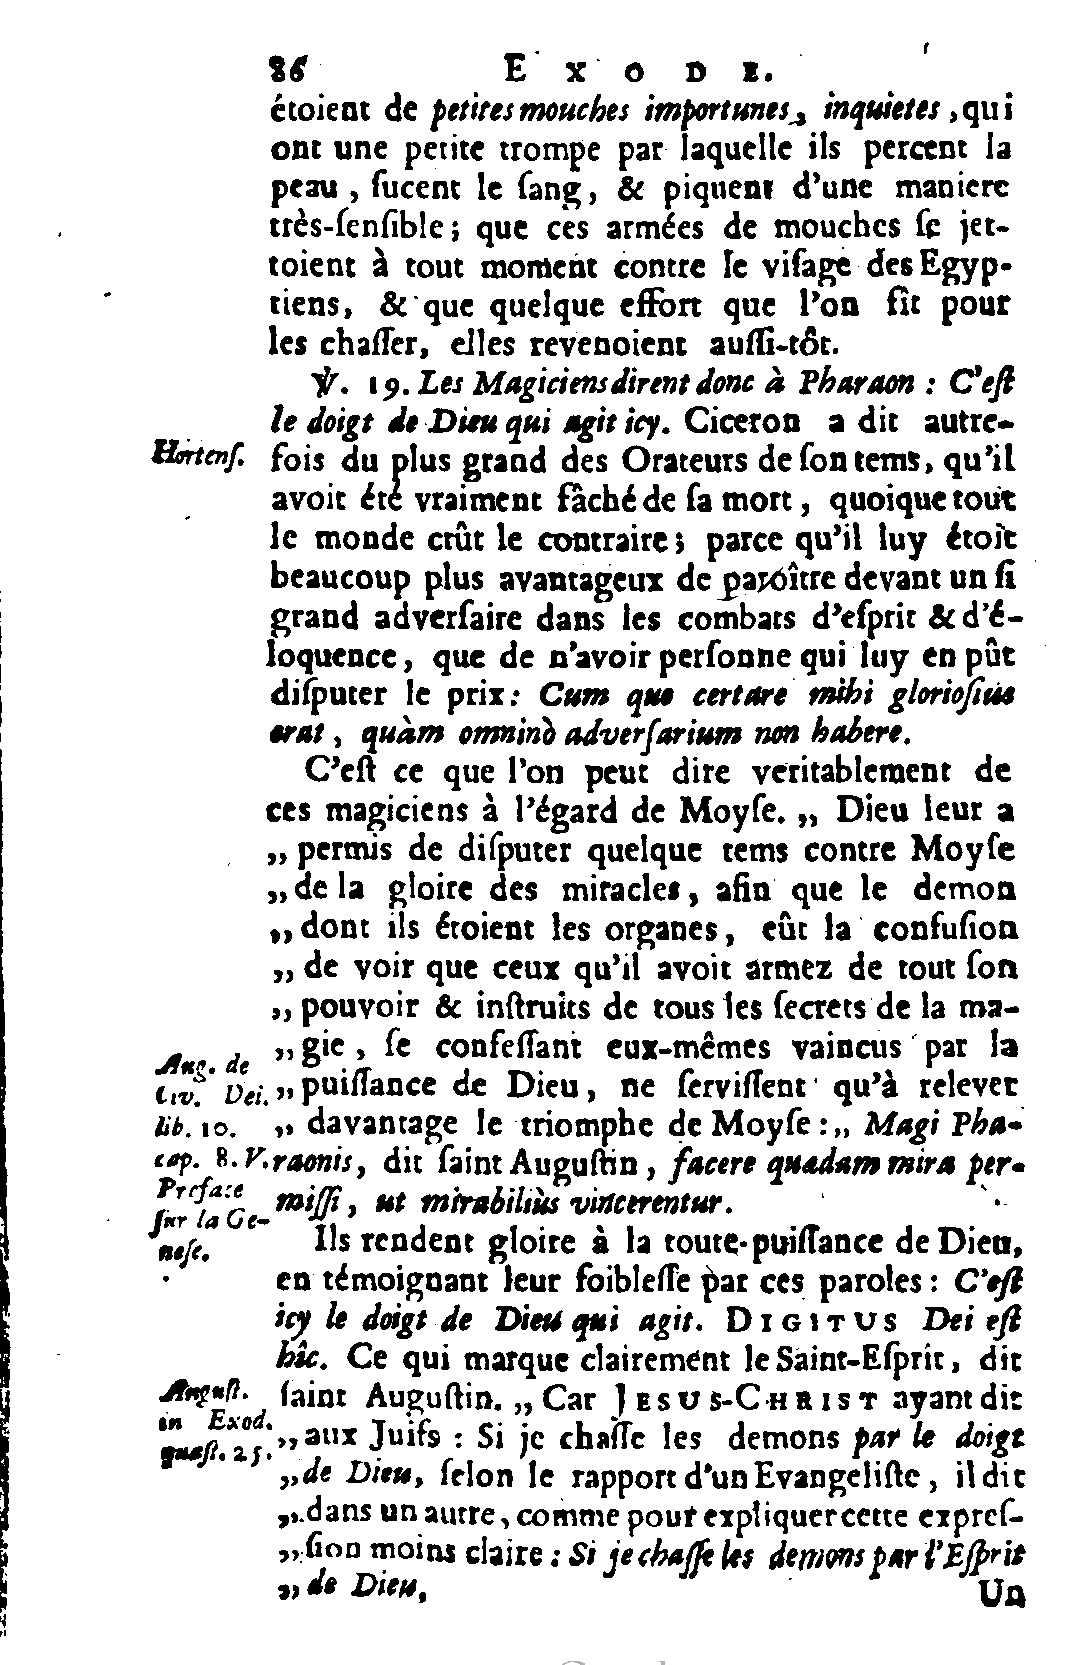 86 EXODE.
étoient de petites mouches importunes, inquietes, qui
ont une petite trompe par laquelle ils percent la
peau, ſucent le ſang, & piquent d'une maniere
très-ſenſible; que ces armées de mouches ſe jet-
toient à tout moment contre le viſage des Egyp-
tiens, & que quelque effort que l'on fît pour
les chaſſer, elles revenoient auſſi-tôt.
℣. 19. Les Magiciens dirent donc à Pharaon : C'eſt
le doigt de Dieu qui agit icy. Ciceron a dit autre-
Hortenſ.
fois du plus grand des Orateurs de ſon tems, qu'il
avoit été vraiment fâché de ſa mort, quoique tout
le monde crût le contraire; parce qu'il luy étoit
beaucoup plus avantageux de paroître devant un ſi
grand adverſaire dans les combats d'eſprit & d'é-
loquence, que de n'avoir perſonne qui luy en pût
diſputer le prix: Cum quo certare mihi glorioſius
erat, quàm omninò adverſarium non habere.
C'eſt ce que l'on peut dire veritablement de
ces magiciens à l'égard de Moyſe. „ Dieu leur a
„ permis de diſputer quelque tems contre Moyſe
„ de la gloire des miracles, afin que le demon
„ dont ils étoient les organes, eût la confuſion
„ de voir que ceux qu'il avoit armez de tout ſon
„ pouvoir & inſtruits de tous les ſecrets de la ma-
„ gie, ſe confeſſant eux-mêmes vaincus par la
„ puiſſance de Dieu, ne ſerviſſent qu'à relever
„ davantage le triomphe de Moyſe : „ Magi Pha-
raonis, dit ſaint Auguſtin, facere quædam mira per-
miſſi, ut mirabiliùs vincerentur.
Aug. de
Civ. Dei.
lib. 10.
cap. 8. V.
Preface
ſur la Ge-
neſe.
Ils rendent gloire à la toute-puiſſance de Dieu,
en témoignant leur foibleſſe par ces paroles : C'eſt
icy le doigt de Dieu qui agit. DIGITUS Dei eſt
hîc. Ce qui marque clairement le Saint-Eſprit, dit
ſaint Auguſtin. „ Car JESUS-CHRIST ayant dit
„ aux Juifs : Si je chaſſe les demons par le doigt
„ de Dieu, ſelon le rapport d'un Evangeliſte, il dit
„ dans un autre, comme pour expliquer cette expreſ-
„ ſion moins claire : Si je chaſſe les demons par l'Eſprit
„ de Dieu,
Auguſt.
in Exod.
quæſt. 25.
Un